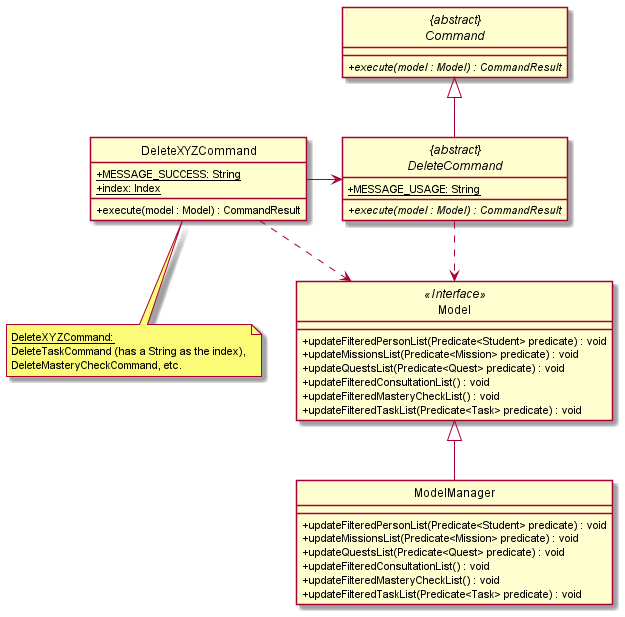 {abstract}
Command
+execute(model : Model) : CommandResult
DeleteXYZCommand
+MESSAGE_SUCCESS: String
+index: Index
+execute(model : Model) : CommandResult
{abstract}
DeleteCommand
+MESSAGE_USAGE: String
+execute(model : Model) : CommandResult
DeleteXYZCommand:
DeleteTaskCommand (has a String as the index),
DeleteMasteryCheckCommand, etc.
«Interface»
Model
+updateFilteredPersonList(Predicate<Student> predicate) : void
+updateMissionsList(Predicate<Mission> predicate) : void
+updateQuestsList(Predicate<Quest> predicate) : void
+updateFilteredConsultationList() : void
+updateFilteredMasteryCheckList() : void
+updateFilteredTaskList(Predicate<Task> predicate) : void
ModelManager
+updateFilteredPersonList(Predicate<Student> predicate) : void
+updateMissionsList(Predicate<Mission> predicate) : void
+updateQuestsList(Predicate<Quest> predicate) : void
+updateFilteredConsultationList() : void
+updateFilteredMasteryCheckList() : void
+updateFilteredTaskList(Predicate<Task> predicate) : void